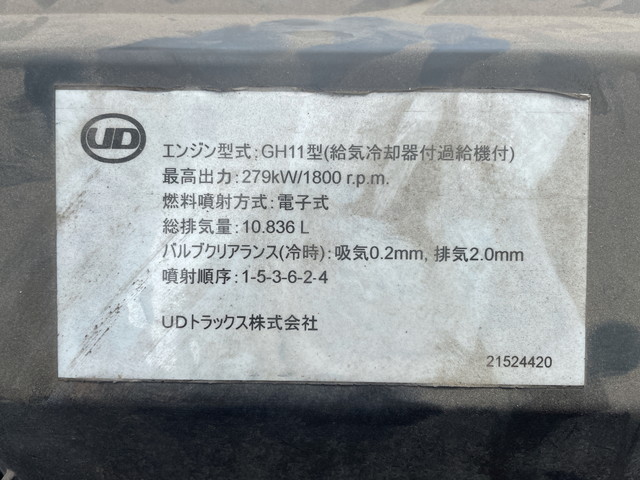 UD
エンジン型式:GH11型(給気冷却器付過給機付)
最高出力:279kW/1800 r.p.m.
燃料噴射方式:電子式
総排気量:10.836 L
バルブクリアランス(冷時):吸気0.2mm, 排気2.0mm
噴射順序:1-5-3-6-2-4
UDトラックス株式会社
21524420